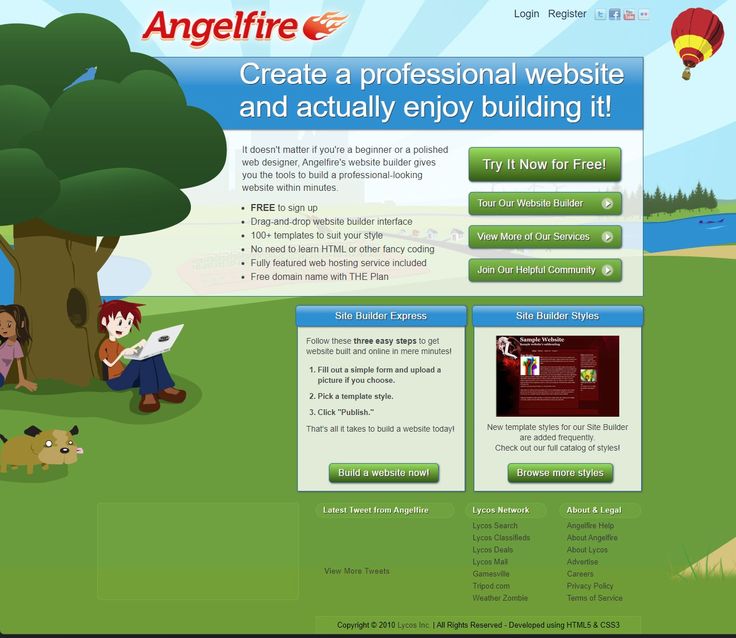 Angelfire
Login Register
Create a professional website
and actually enjoy building it!
It doesn't matter if you're a beginner or a polished
web designer, Angelfire's website builder gives
you the tools to build a professional-looking
website within minutes.
• FREE to sign up
• Drag-and-drop website builder interface
• 100+ templates to suit your style
• No need to learn HTML or other fancy coding
• Fully featured web hosting service included
• Free domain name with THE Plan
Try It Now for Free!
Tour Our Website Builder
View More of Our Services
Join Our Helpful Community
Site Builder Express
Follow these three easy steps to get
website built and online in mere minutes!
1. Fill out a simple form and upload a
picture if you choose.
2. Pick a template style.
3. Click "Publish."
That's all it takes to build a website today!
Build a website now!
Site Builder Styles
Sample Website
New template styles for our Site Builder
are added frequently.
Check out our full catalog of styles!
Browse more styles
Latest Tweet from Angelfire
View More Tweets
Lycos Network
Lycos Search
Lycos Classifieds
Lycos Deals
Lycos Mall
Gamesville
Tripod.com
Weather Zombie
About & Legal
Angelfire Help
About Angelfire
About Lycos
Advertise
Careers
Privacy Policy
Terms of Service
Copyright © 2010 Lycos Inc. | All Rights Reserved - Developed using HTML5 & CSS3